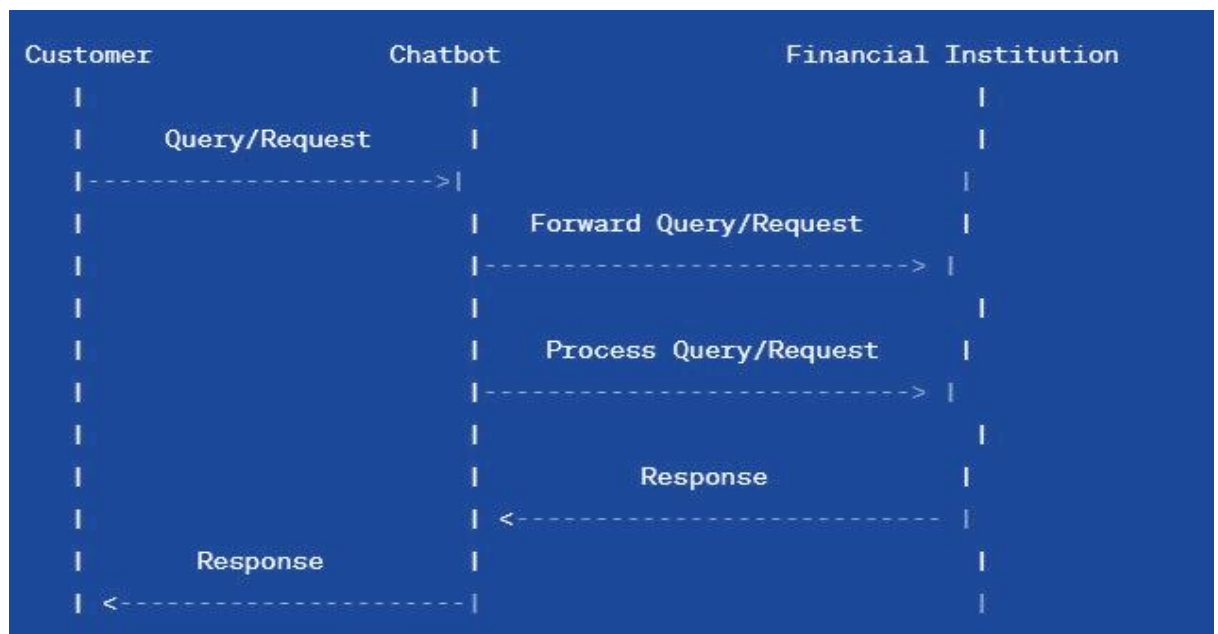 Customer Chatbot Financial Institution
Query/Request
Forward Query/Request
Process Query/Request
Response
Response